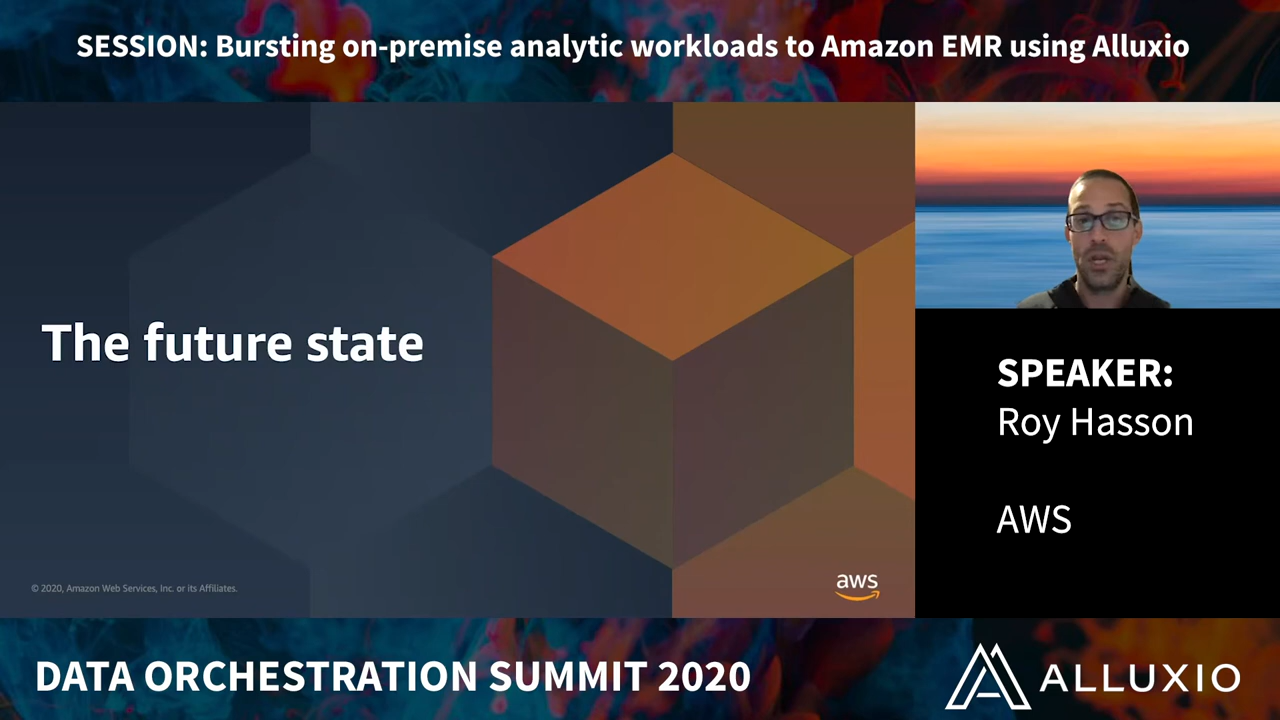 SESSION: Bursting on-premise analytic workloads to Amazon EMR using Alluxio
The future state
© 2020, Amazon Web Services, Inc. or its Affiliates.
aws
SPEAKER:
Roy Hasson
AWS
DATA ORCHESTRATION SUMMIT 2020
ALLUXIO